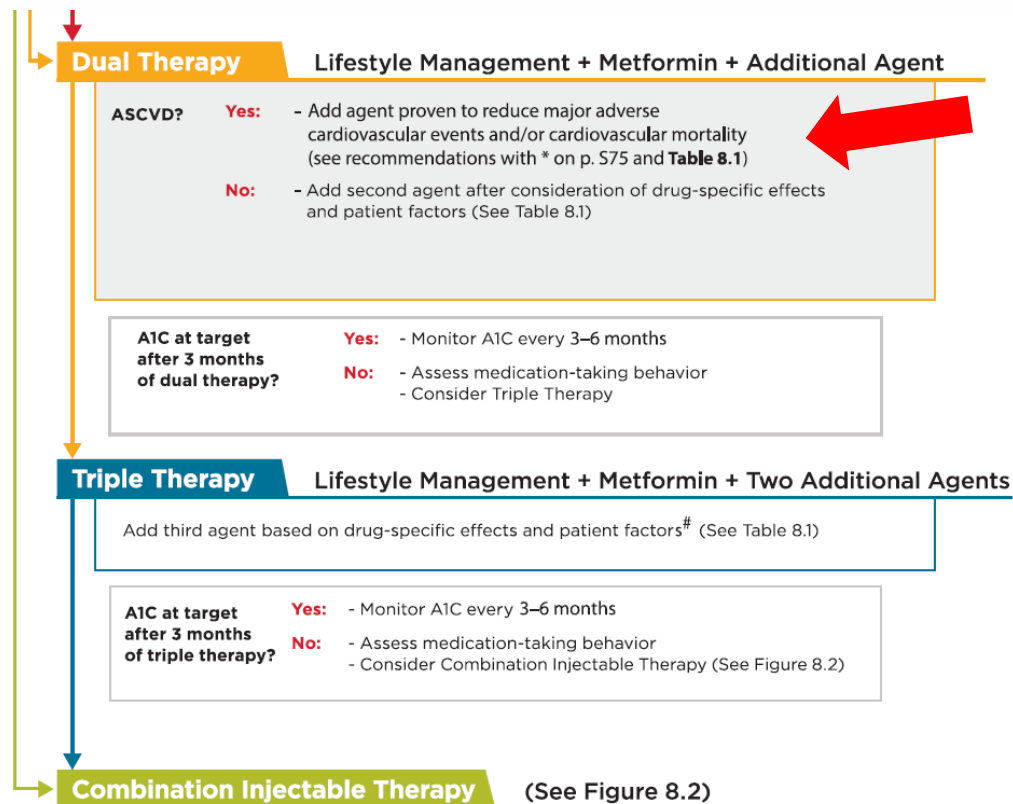 Dual Therapy Lifestyle Management + Metformin + Additional Agent
ASCVD? Yes: - Add agent proven to reduce major adverse
cardiovascular events and/or cardiovascular mortality
(see recommendations with * on p. S75 and Table 8.1)
No: - Add second agent after consideration of drug-specific effects
and patient factors (See Table 8.1)
A1C at target
after 3 months
of dual therapy?
Yes: - Monitor A1C every 3–6 months
No: - Assess medication-taking behavior
- Consider Triple Therapy
Triple Therapy Lifestyle Management + Metformin + Two Additional Agents
Add third agent based on drug-specific effects and patient factors# (See Table 8.1)
A1C at target
after 3 months
of triple therapy?
Yes: - Monitor A1C every 3–6 months
No: - Assess medication-taking behavior
- Consider Combination Injectable Therapy (See Figure 8.2)
Combination Injectable Therapy (See Figure 8.2)